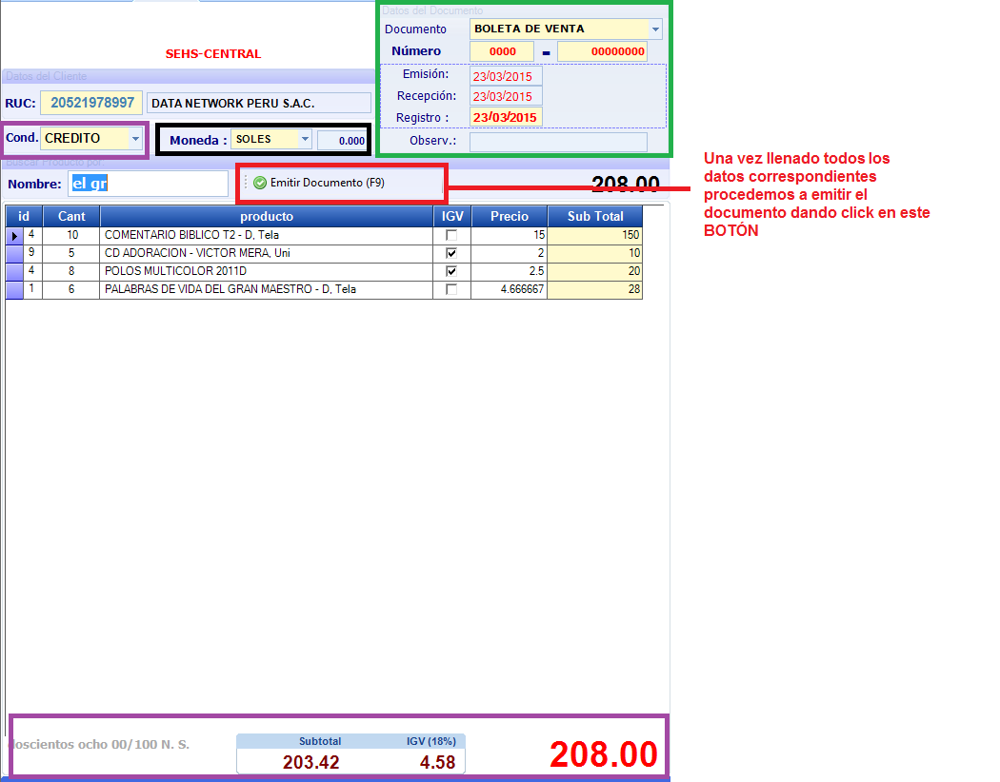 Datos del Documento
Documento BOLETA DE VENTA
Número 0000 - 00000000
SEHS-CENTRAL
Datos del Cliente
Emisión: 23/03/2015
RUC: 20521978997 DATA NETWORK PERU S.A.C.
Recepción: 23/03/2015
Registro : 23/03/2015
Cond. CREDITO Moneda : SOLES 0.000
Observ.:
Buscar Producto por:
Nombre: el gr Emitir Documento (F9) 208.00
Una vez llenado todos los
datos correspondientes
procedemos a emitir el
documento dando click en este
BOTÓN
id Cant producto IGV Precio Sub Total
4 10 COMENTARIO BIBLICO T2 - D, Tela 15 150
9 5 CD ADORACION - VICTOR MERA, Uni 2 10
4 8 POLOS MULTICOLOR 2011D 2.5 20
1 6 PALABRAS DE VIDA DEL GRAN MAESTRO - D, Tela 4.666667 28
doscientos ocho 00/100 N. S.
Subtotal IGV (18%)
203.42 4.58
208.00